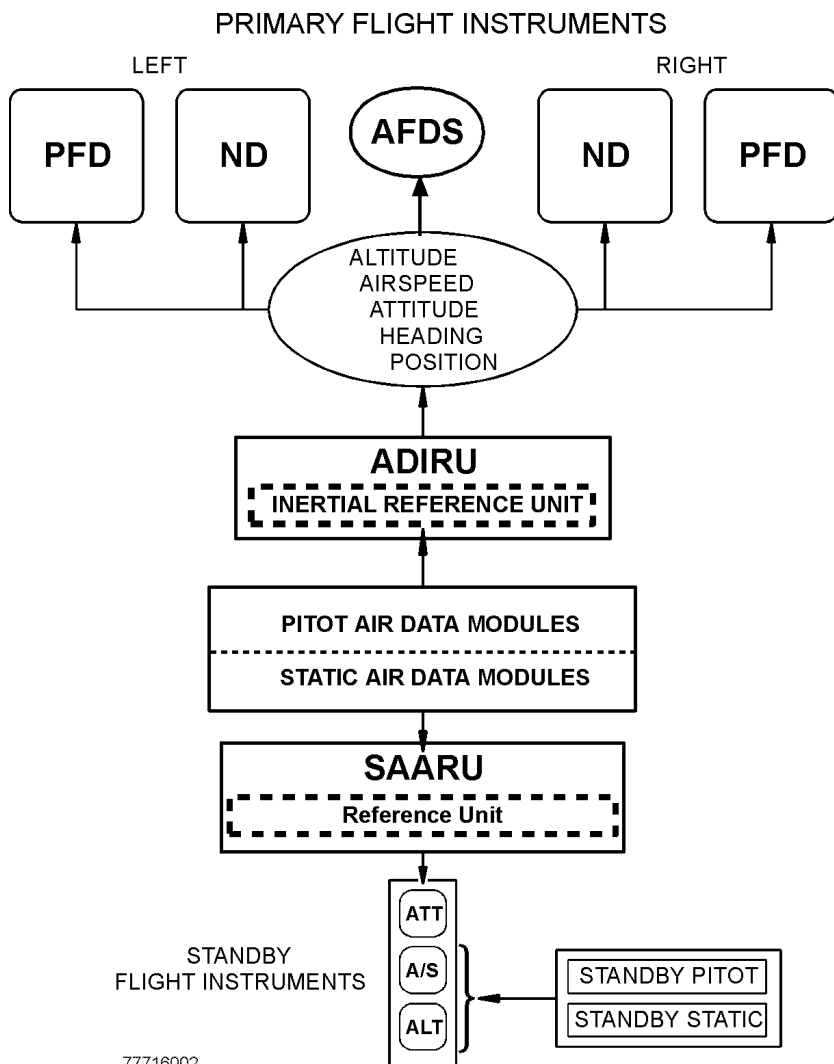 PRIMARY FLIGHT INSTRUMENTS
LEFT
RIGHT
PFD
ND
AFDS
ND
PFD
ALTITUDE
AIRSPEED
ATTITUDE
HEADING
POSITION
ADIRU
INERTIAL REFERENCE UNIT
PITOT AIR DATA MODULES
STATIC AIR DATA MODULES
SAARU
Reference Unit
ATT
A/S
ALT
STANDBY
FLIGHT INSTRUMENTS
STANDBY PITOT
STANDBY STATIC
77716902